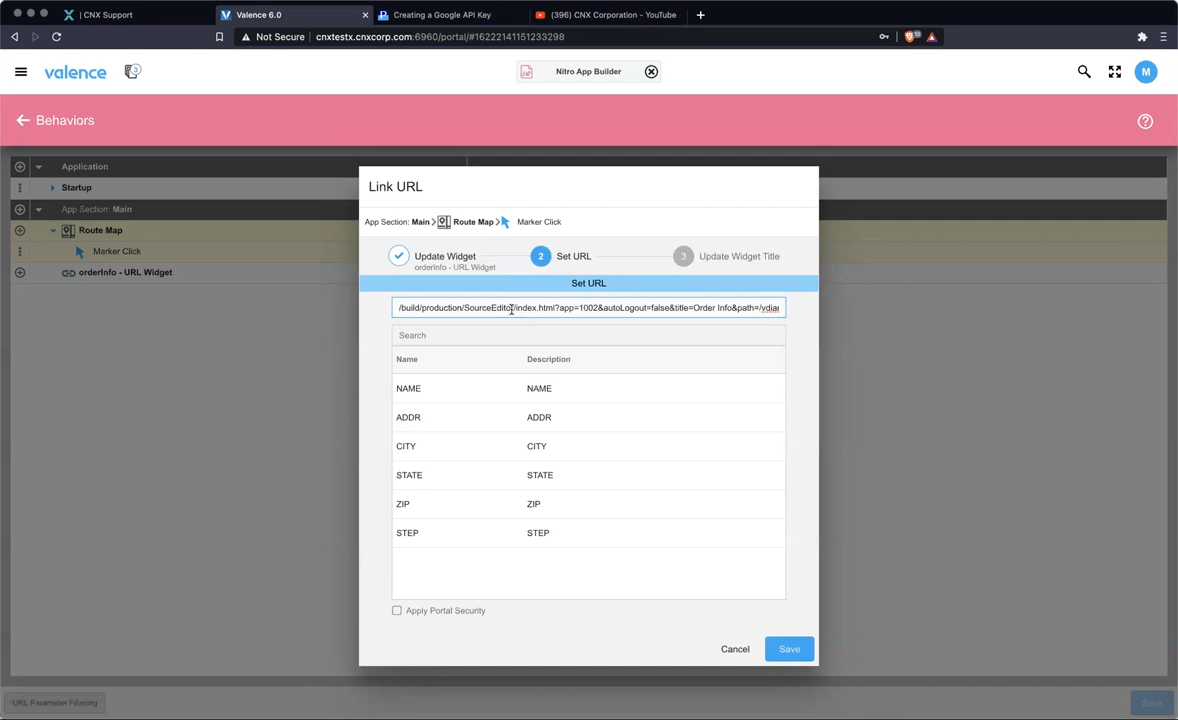 | CNX Support
Valence 6.0
Creating a Google API Key
(396) CNX Corporation - YouTube
Not Secure | cnxtestx.cnxcorp.com:6960/portal/#16222141151233298
10
valence
3
Nitro App Builder
M
Behaviors
Application
Startup
App Section: Main
Route Map
Marker Click
orderInfo - URL Widget
Link URL
App Section: Main > Route Map > Marker Click
Update Widget
orderInfo - URL Widget
2 Set URL
3 Update Widget Title
Set URL
/build/production/SourceEditor/index.html?app=1002&autoLogout=false&title=Order Info&path=/vdiar
Search
Name Description
NAME NAME
ADDR ADDR
CITY CITY
STATE STATE
ZIP ZIP
STEP STEP
Apply Portal Security
Cancel Save
URL Parameter Filtering
Save